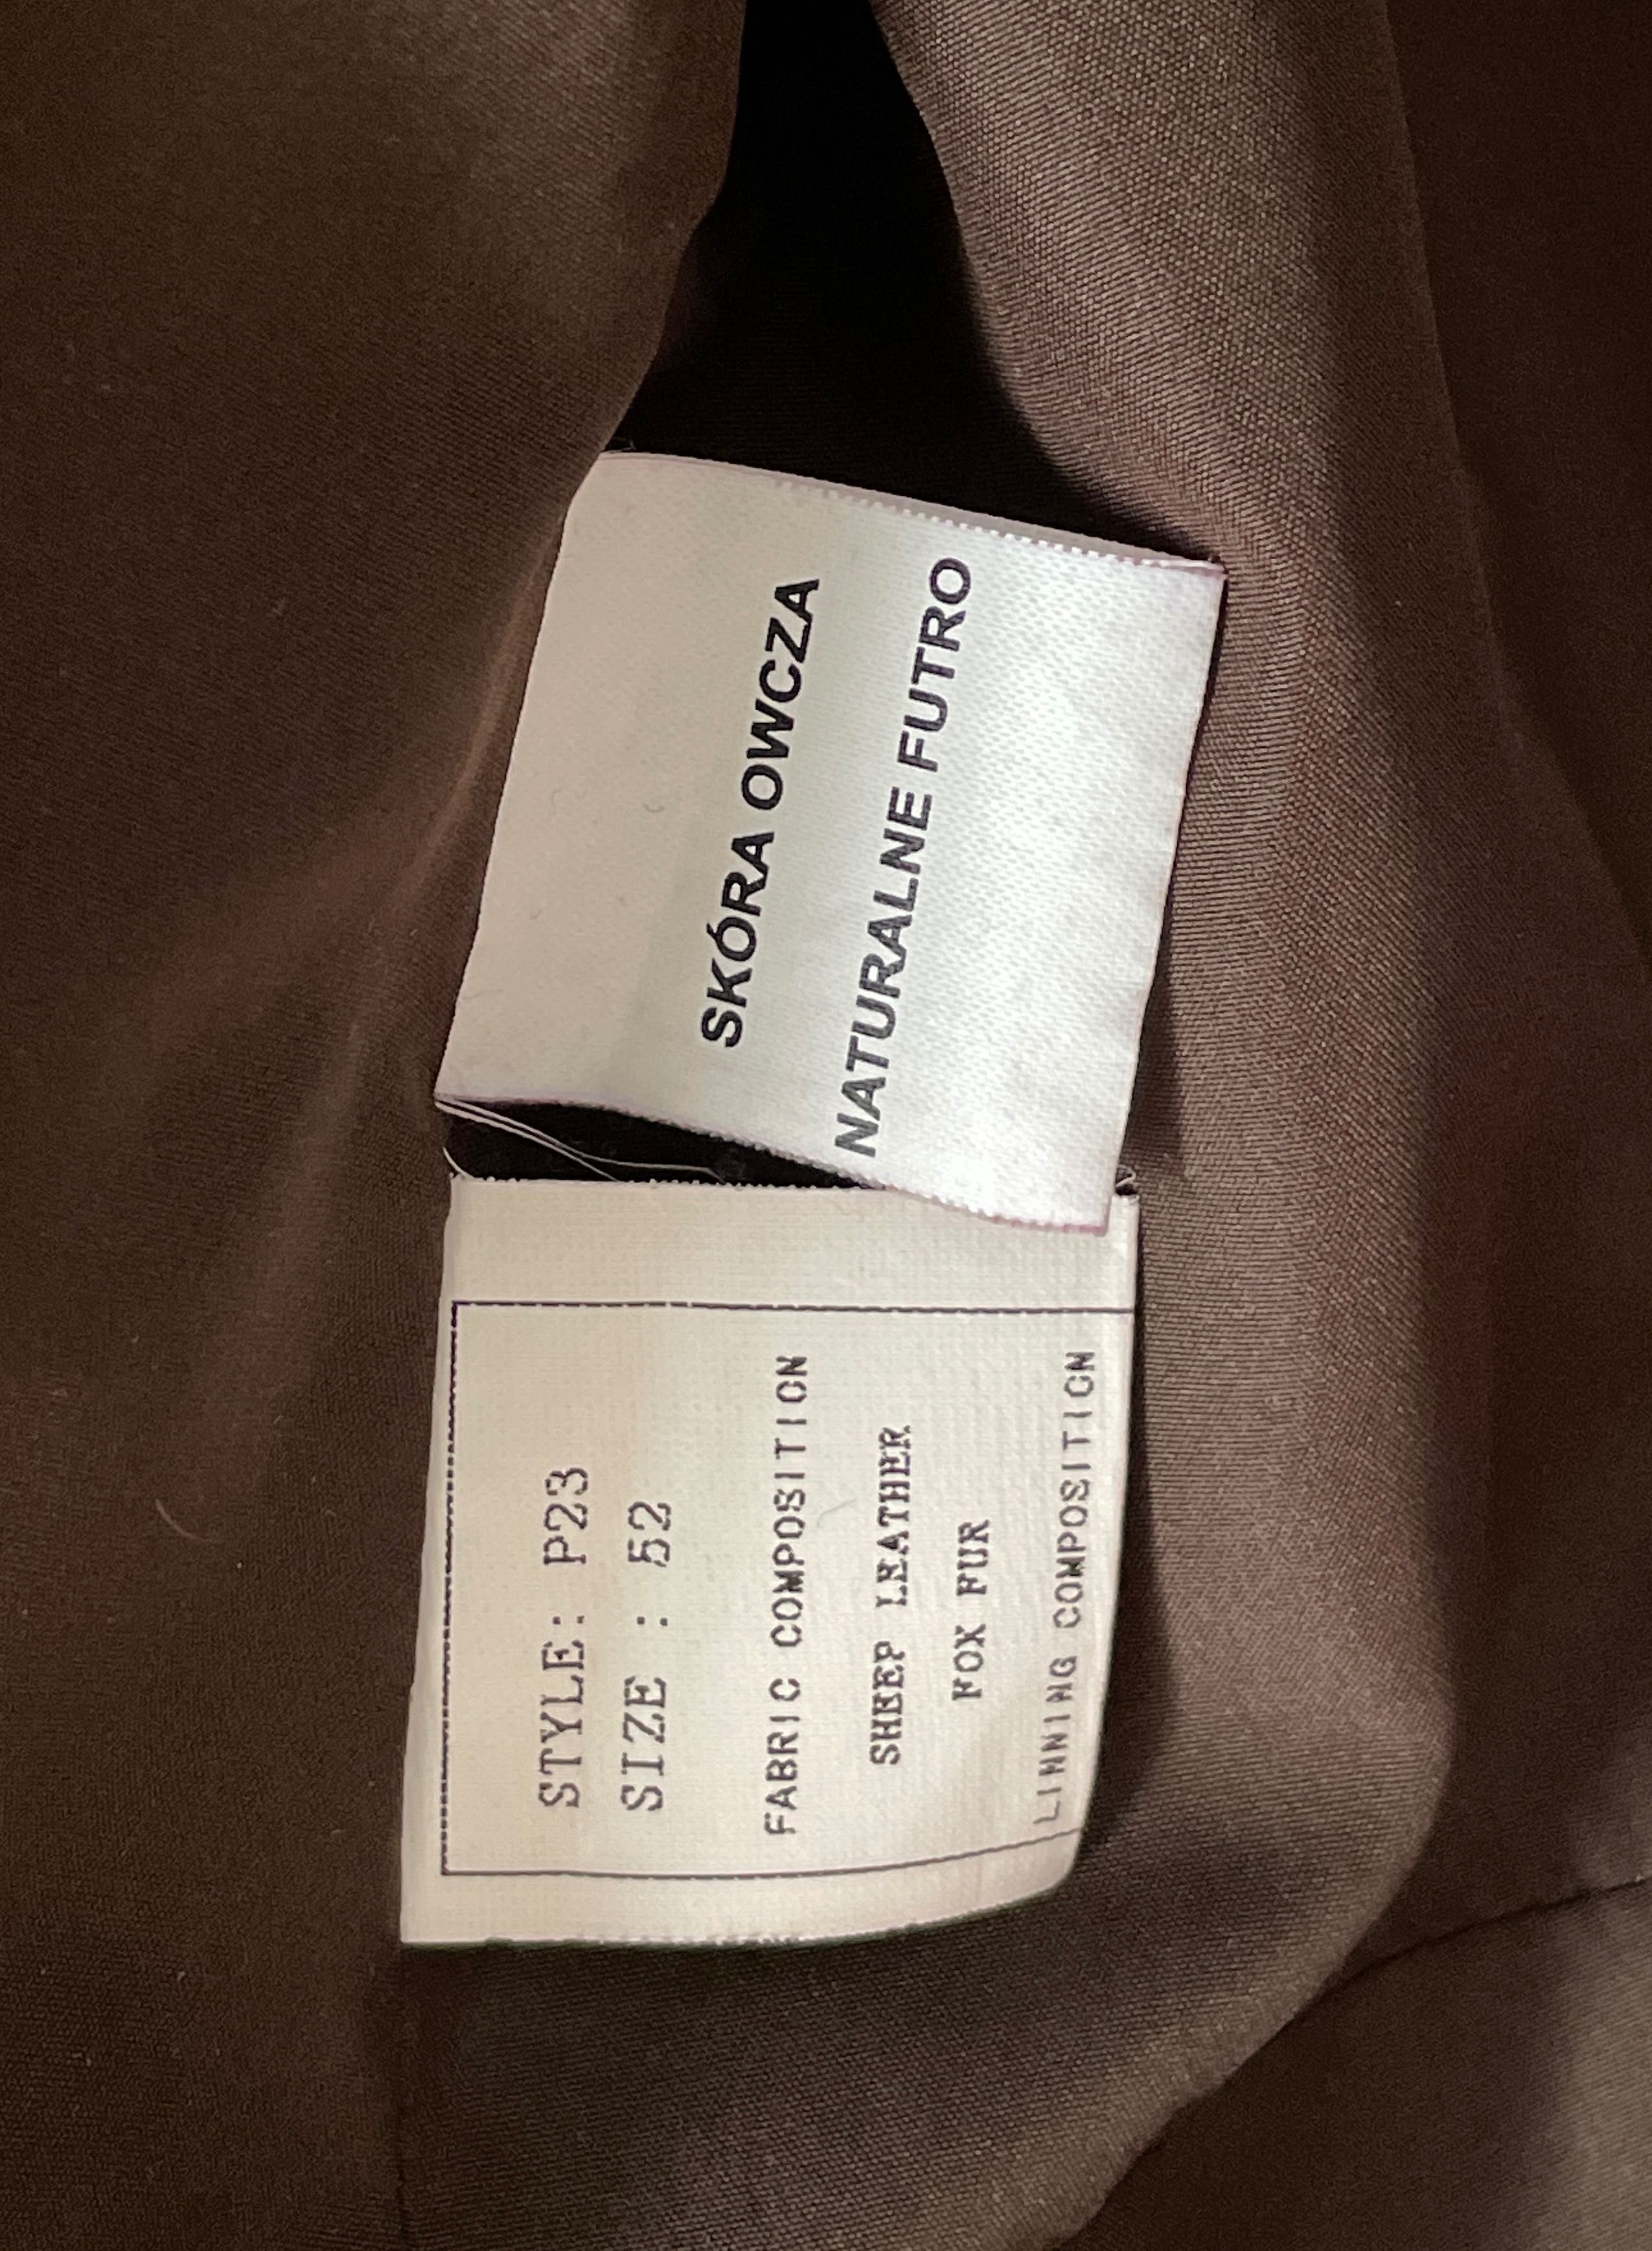 SKÓRA OWCZA
NATURALNE FUTRO
STYLE: P23
SIZE : 52
FABRIC COMPOSITION
SHEEP LEATHER
FOX FUR
LINNING COMPOSITION